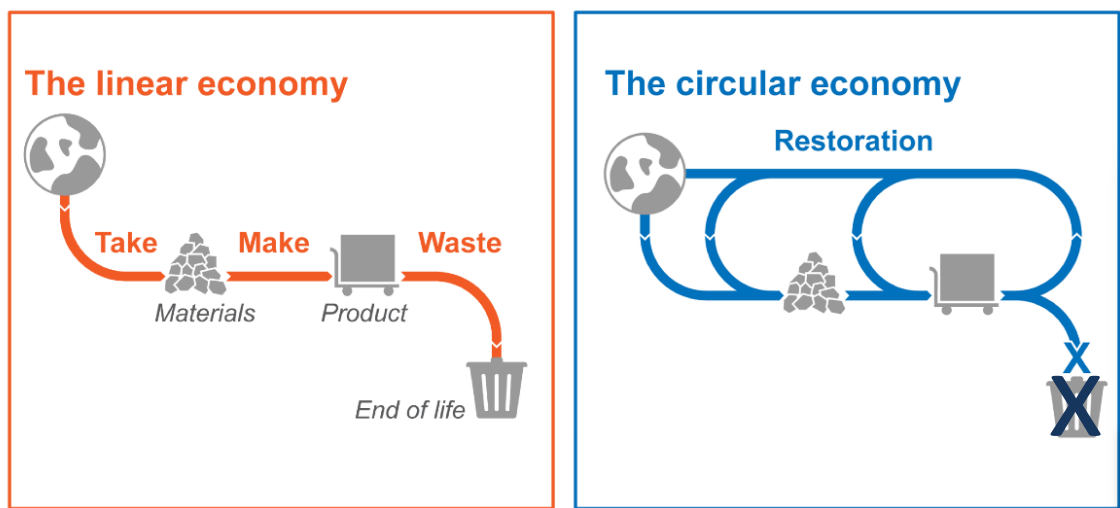 The linear economy
Take
Make
Waste
Materials
Product
End of life
The circular economy
Restoration
X
X